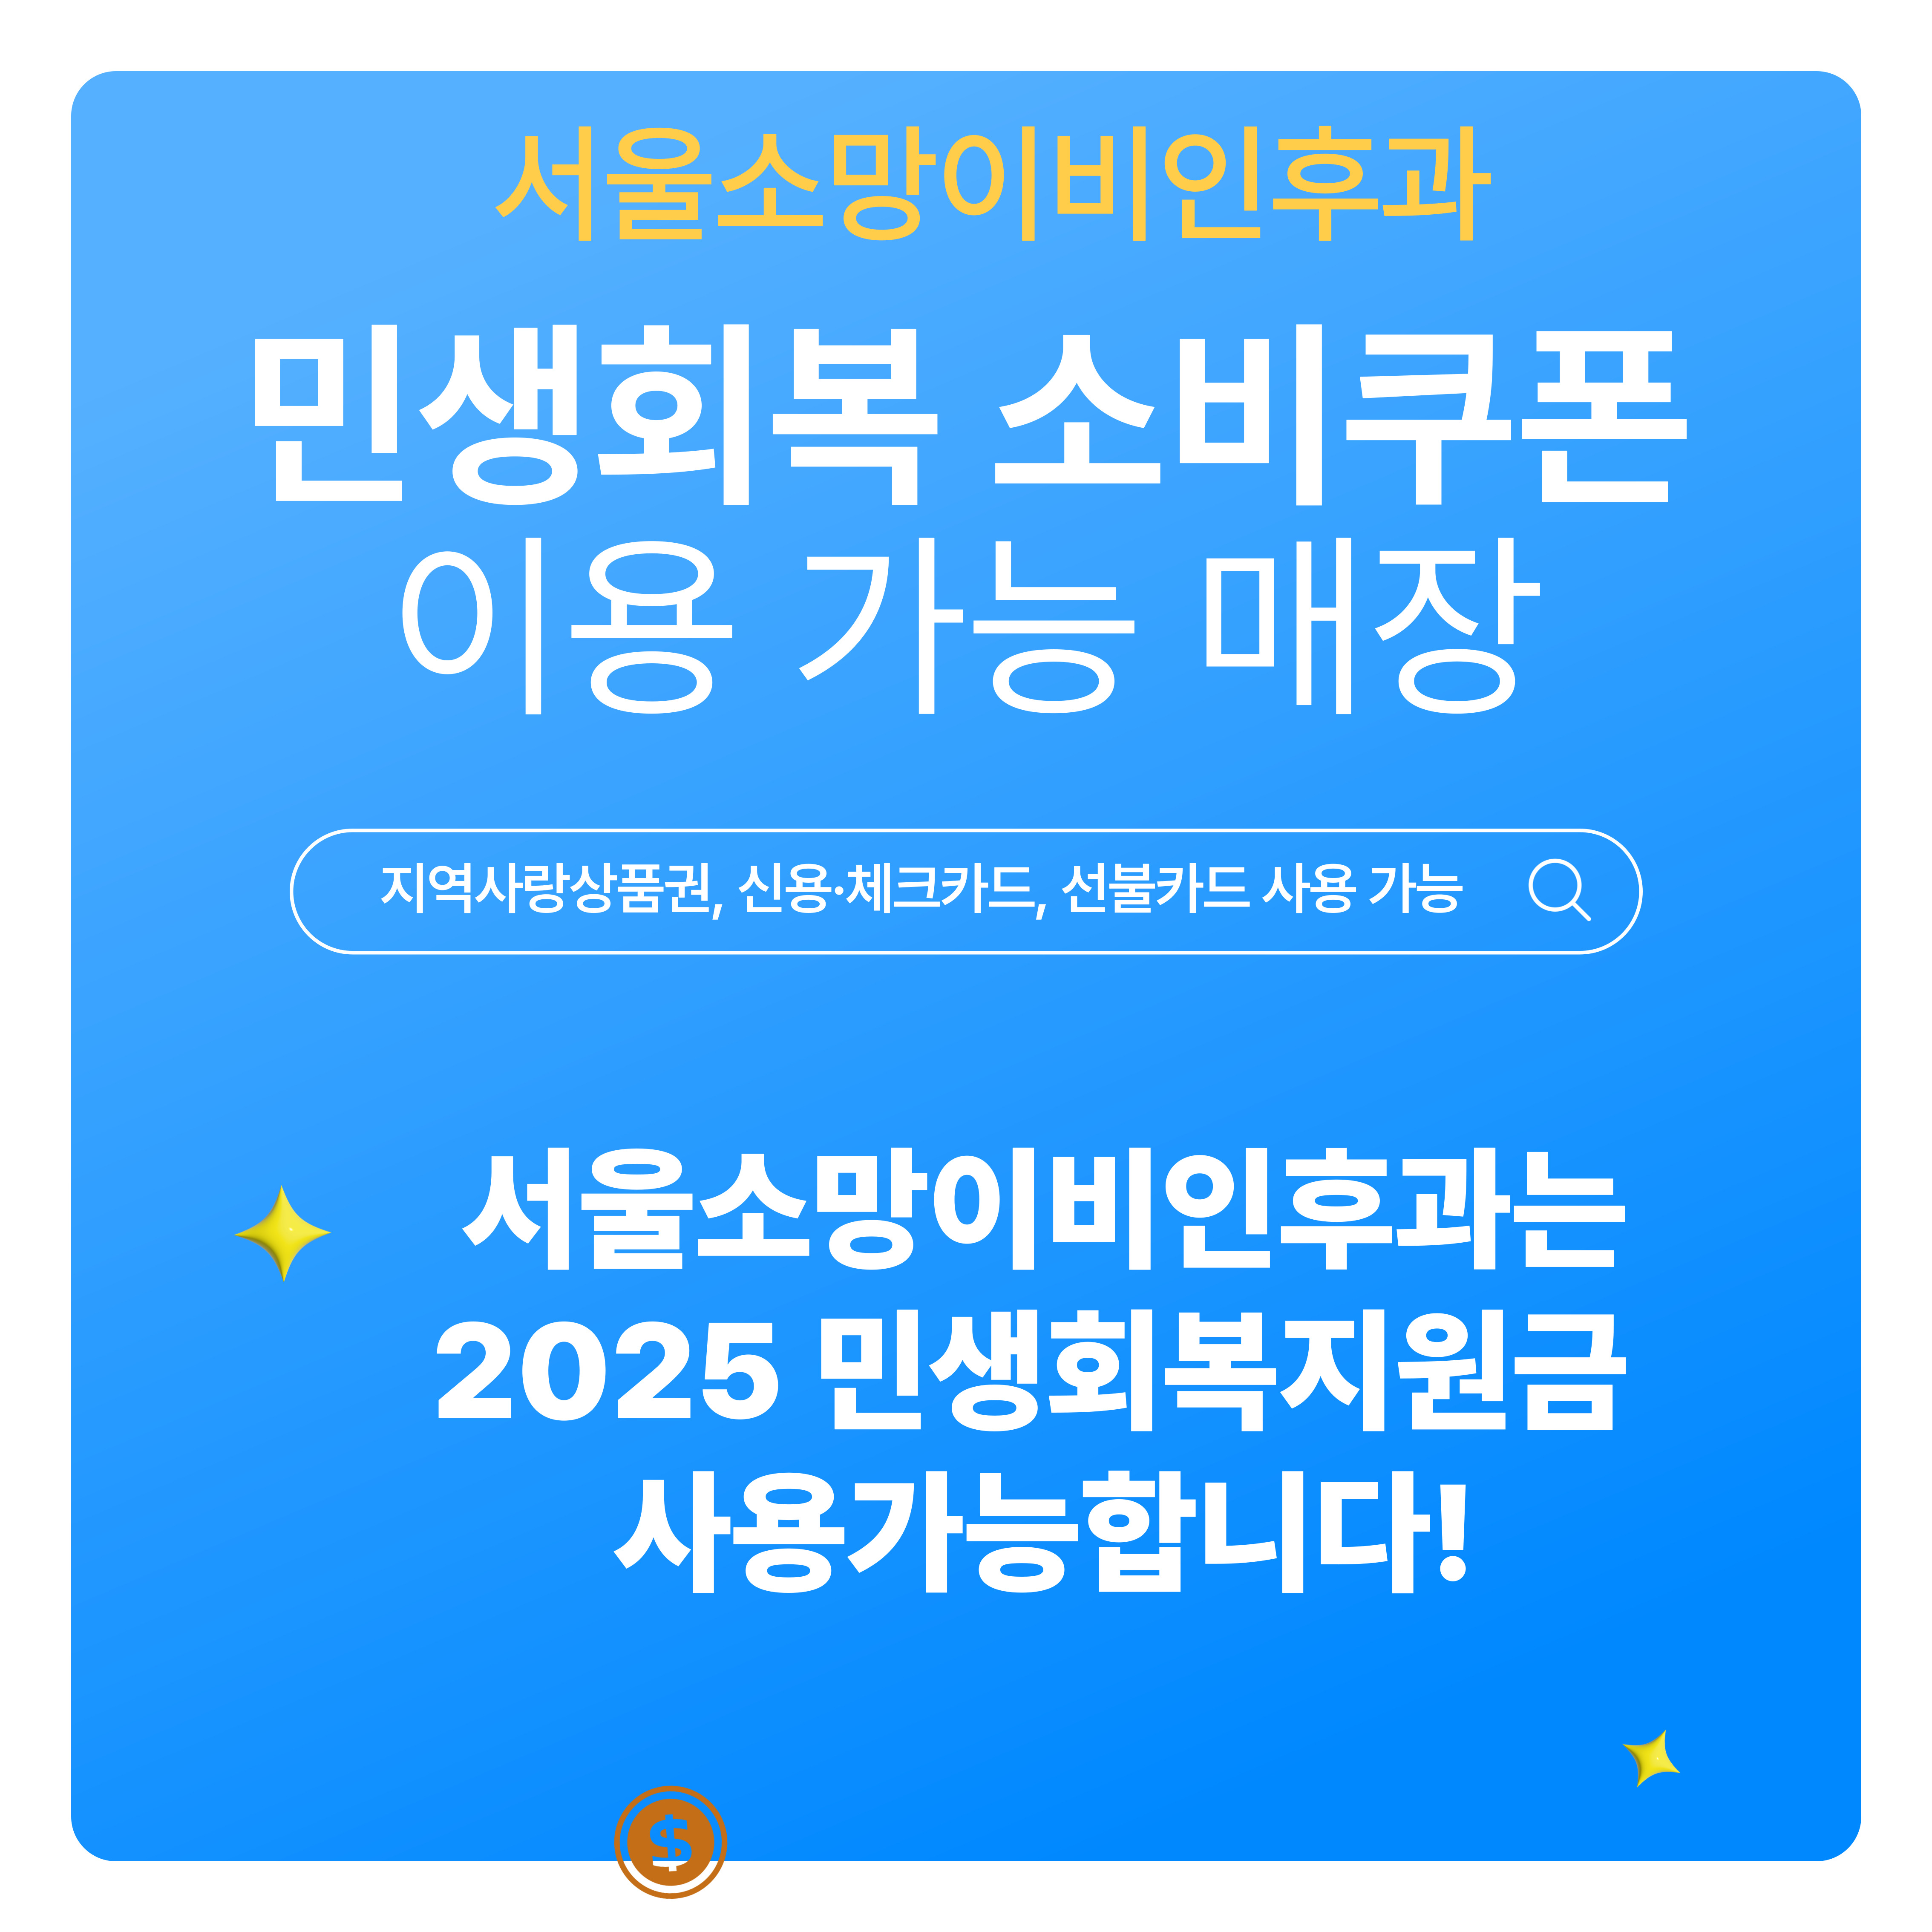 서울소망이비인후과
민생회복 소비쿠폰
이용 가능 매장
지역사랑상품권, 신용·체크카드, 선불카드 사용 가능
서울소망이비인후과는
2025 민생회복지원금
사용가능합니다!
$